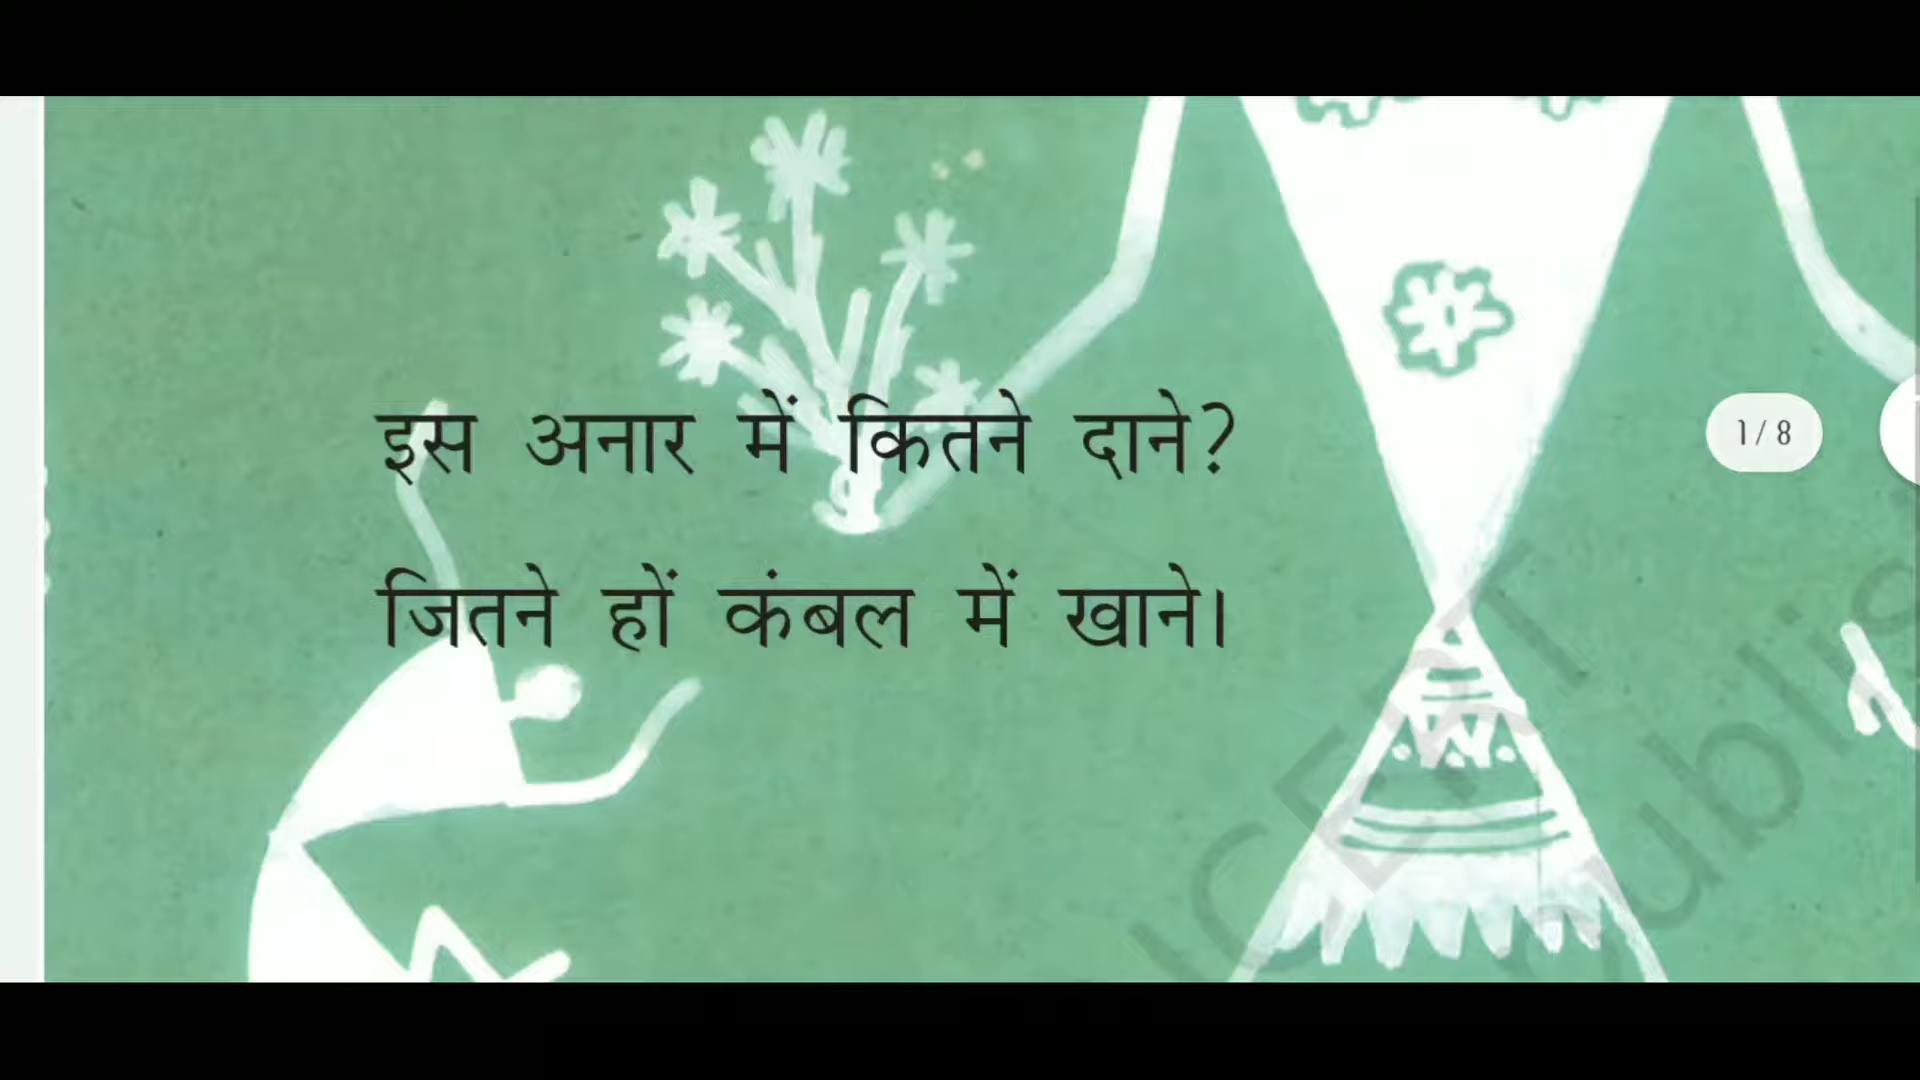 इस अनार में कितने दाने?
जितने हों कंबल में खाने।
1/8